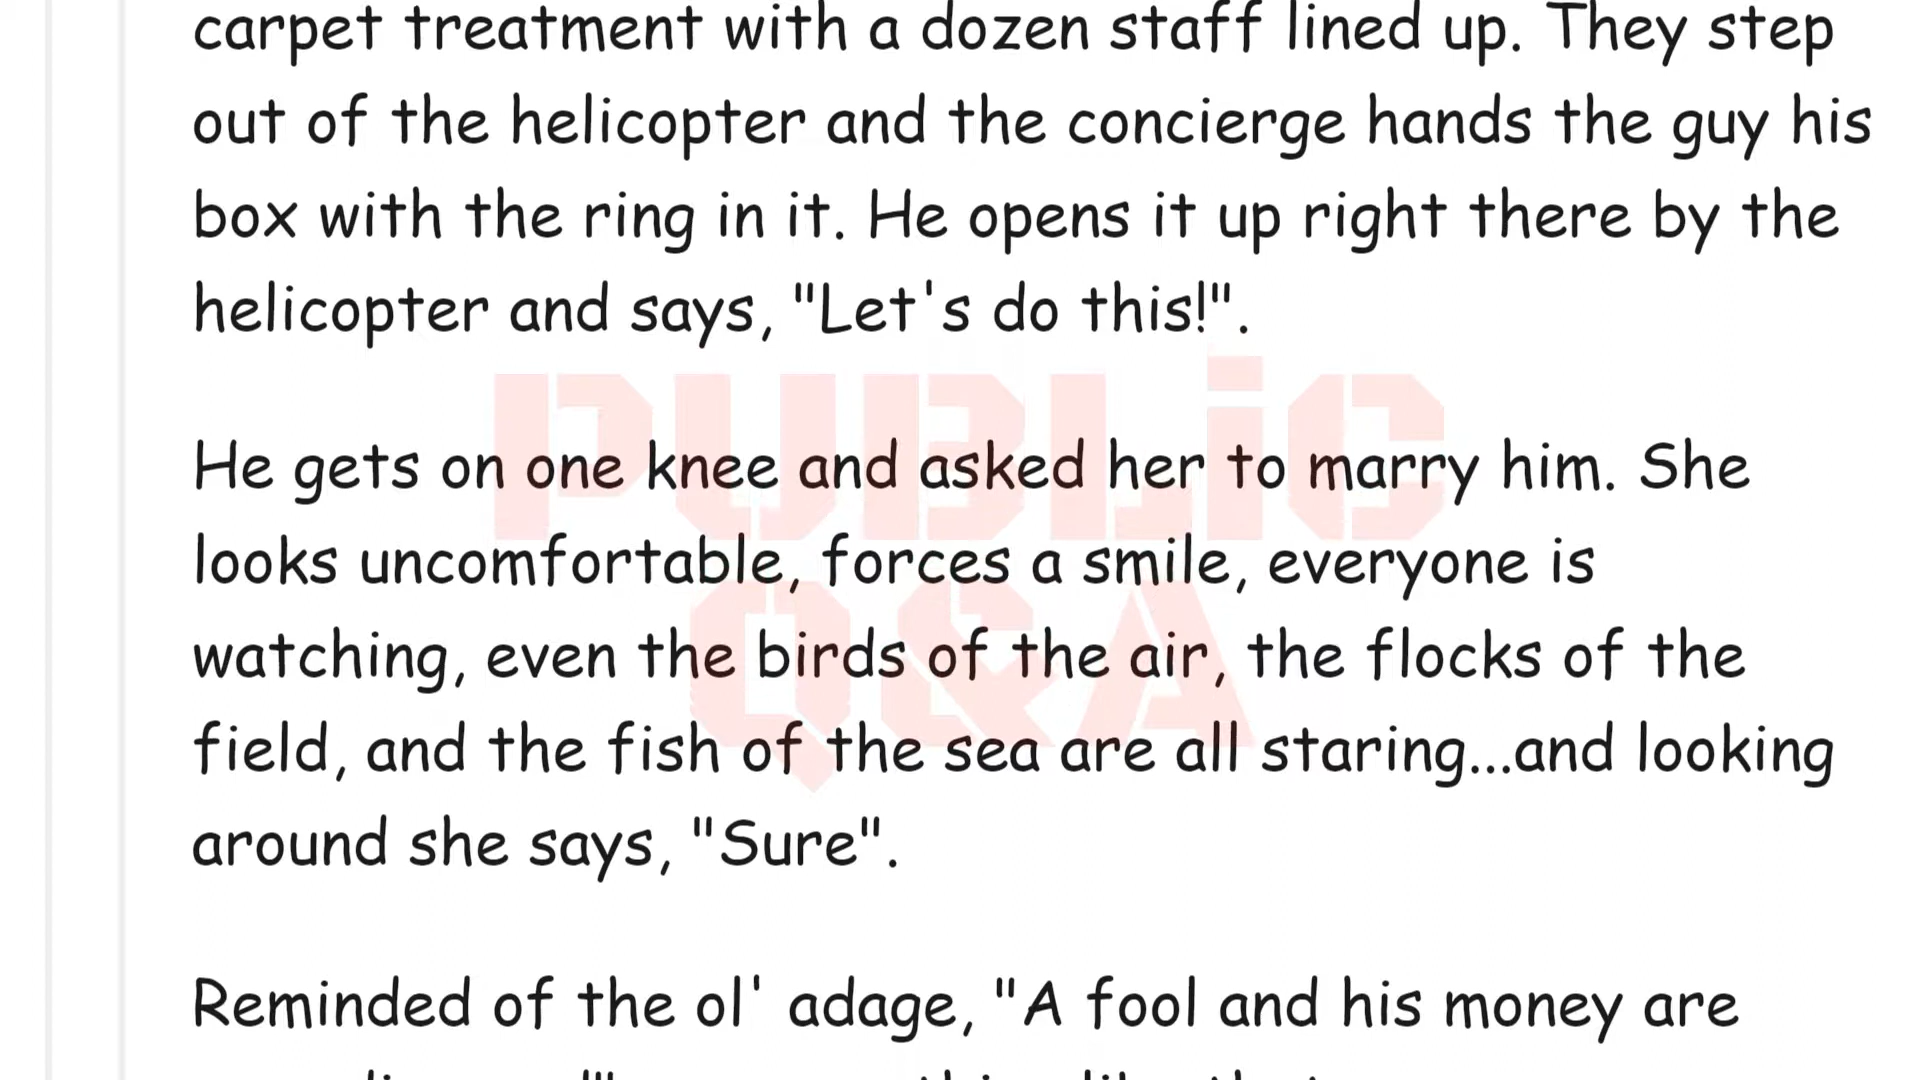 carpet treatment with a dozen staff lined up. They step
out of the helicopter and the concierge hands the guy his
box with the ring in it. He opens it up right there by the
helicopter and says, "Let's do this!".
PUBLiC
He gets on one knee and asked her to marry him. She
looks uncomfortable, forces a smile, everyone is
Q&A
watching, even the birds of the air, the flocks of the
field, and the fish of the sea are all staring...and looking
around she says, "Sure".
Reminded of the ol' adage, "A fool and his money are